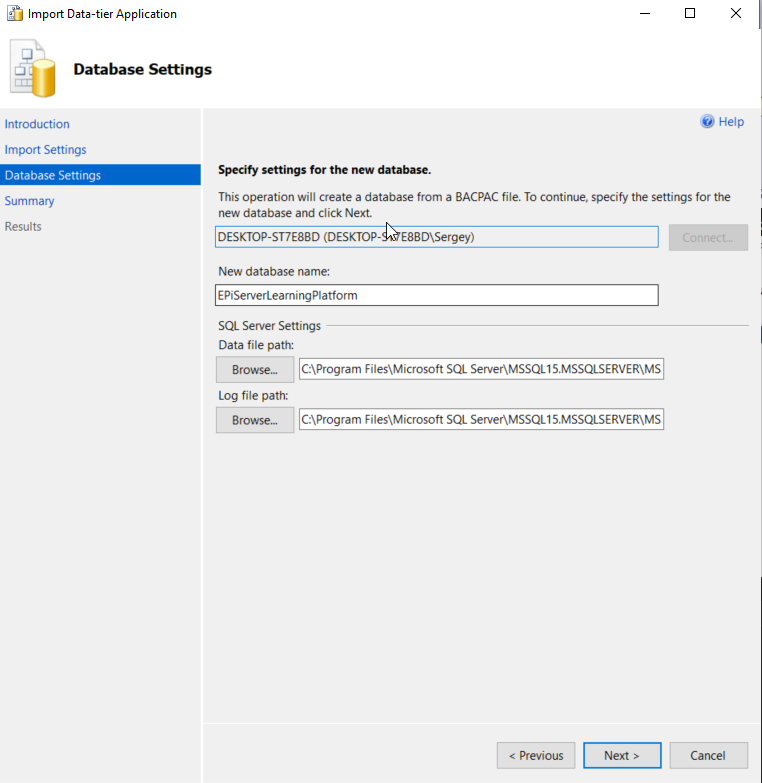 Import Data-tier Application
Database Settings
Introduction
Import Settings
Database Settings
Summary
Results
Help
Specify settings for the new database.
This operation will create a database from a BACPAC file. To continue, specify the settings for the
new database and click Next.
DESKTOP-ST7E8BD (DESKTOP-ST7E8BD\Sergey)
Connect...
New database name:
EPiServerLearningPlatform
SQL Server Settings
Data file path:
Browse...
C:\Program Files\Microsoft SQL Server\MSSQL15.MSSQLSERVER\MS
Log file path:
Browse...
C:\Program Files\Microsoft SQL Server\MSSQL15.MSSQLSERVER\MS
< Previous
Next >
Cancel